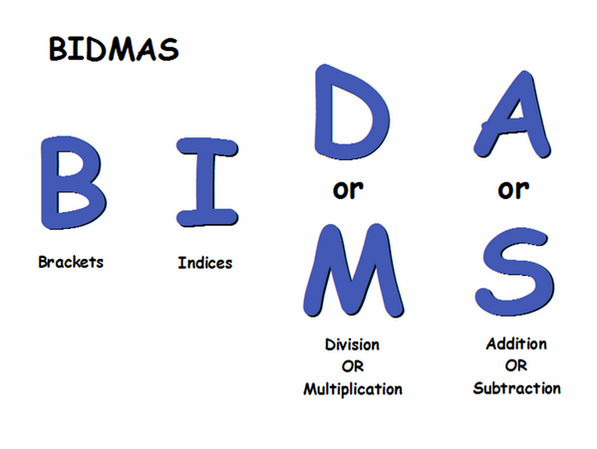 BIDMAS
B I D or M A or S
Brackets
Indices
Division
OR
Multiplication
Addition
OR
Subtraction